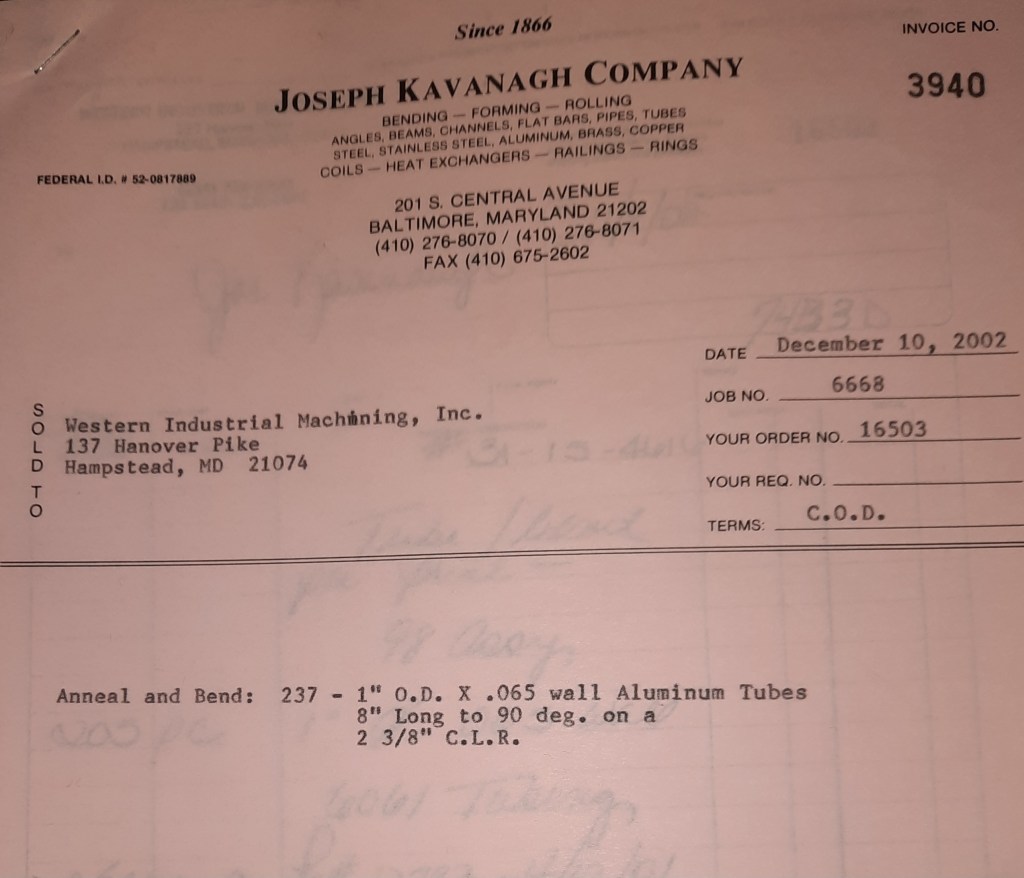 Since 1866
INVOICE NO.
JOSEPH KAVANAGH COMPANY
3940
BENDING — FORMING — ROLLING
ANGLES, BEAMS, CHANNELS, FLAT BARS, PIPES, TUBES
STEEL, STAINLESS STEEL, ALUMINUM, BRASS, COPPER
COILS — HEAT EXCHANGERS — RAILINGS — RINGS
FEDERAL I.D. # 52-0817889
201 S. CENTRAL AVENUE
BALTIMORE, MARYLAND 21202
(410) 276-8070 / (410) 276-8071
FAX (410) 675-2602
DATE December 10, 2002
JOB NO. 6668
YOUR ORDER NO. 16503
YOUR REQ. NO.
TERMS: C.O.D.
SOLD TO
Western Industrial Machining, Inc.
137 Hanover Pike
Hampstead, MD 21074
Anneal and Bend: 237 - 1" O.D. X .065 wall Aluminum Tubes
8" Long to 90 deg. on a
2 3/8" C.L.R.
98 Assy,
6061 Tubing,